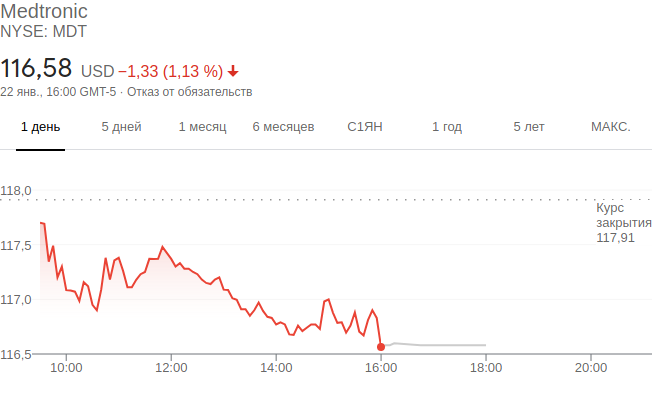 Medtronic
NYSE: MDT
116,58 USD −1,33 (1,13 %)
22 янв., 16:00 GMT-5 · Отказ от обязательств
1 день 5 дней 1 месяц 6 месяцев С1ЯН 1 год 5 лет МАКС.
118,0
Курс
закрытия
117,91
117,5
117,0
116,5
10:00 12:00 14:00 16:00 18:00 20:00